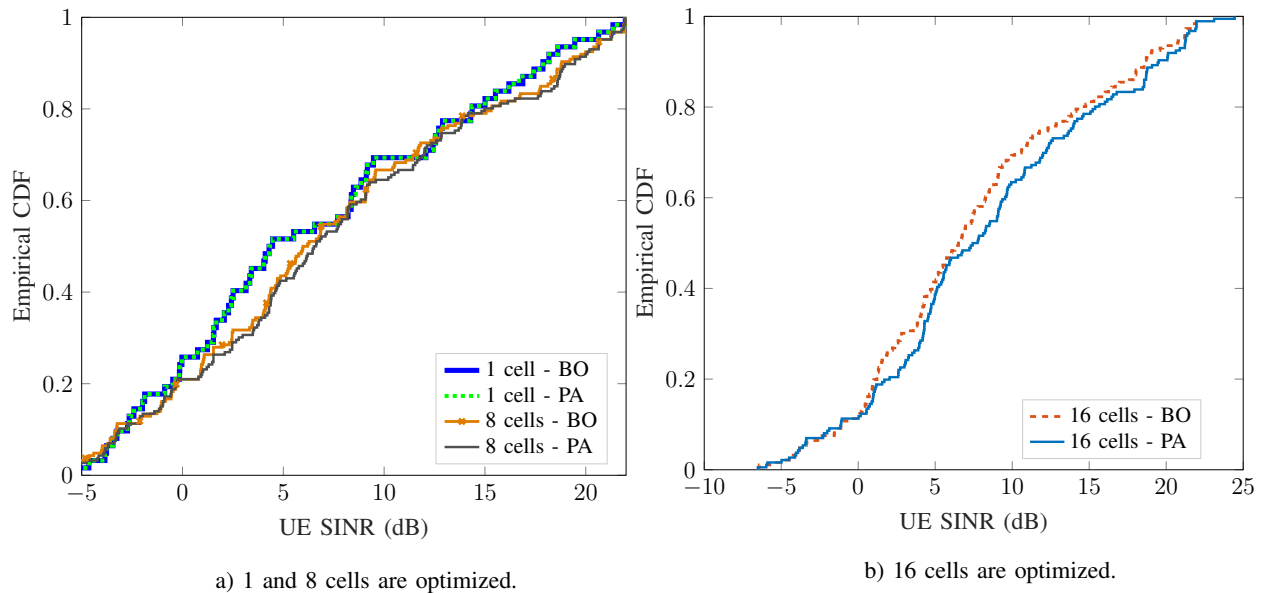 1
0.8
0.6
0.4
0.2
0
Empirical CDF
−5
0
5
10
15
20
UE SINR (dB)
1 cell - BO
1 cell - PA
8 cells - BO
8 cells - PA
a) 1 and 8 cells are optimized.
1
0.8
0.6
0.4
0.2
0
Empirical CDF
−10
−5
0
5
10
15
20
25
UE SINR (dB)
16 cells - BO
16 cells - PA
b) 16 cells are optimized.